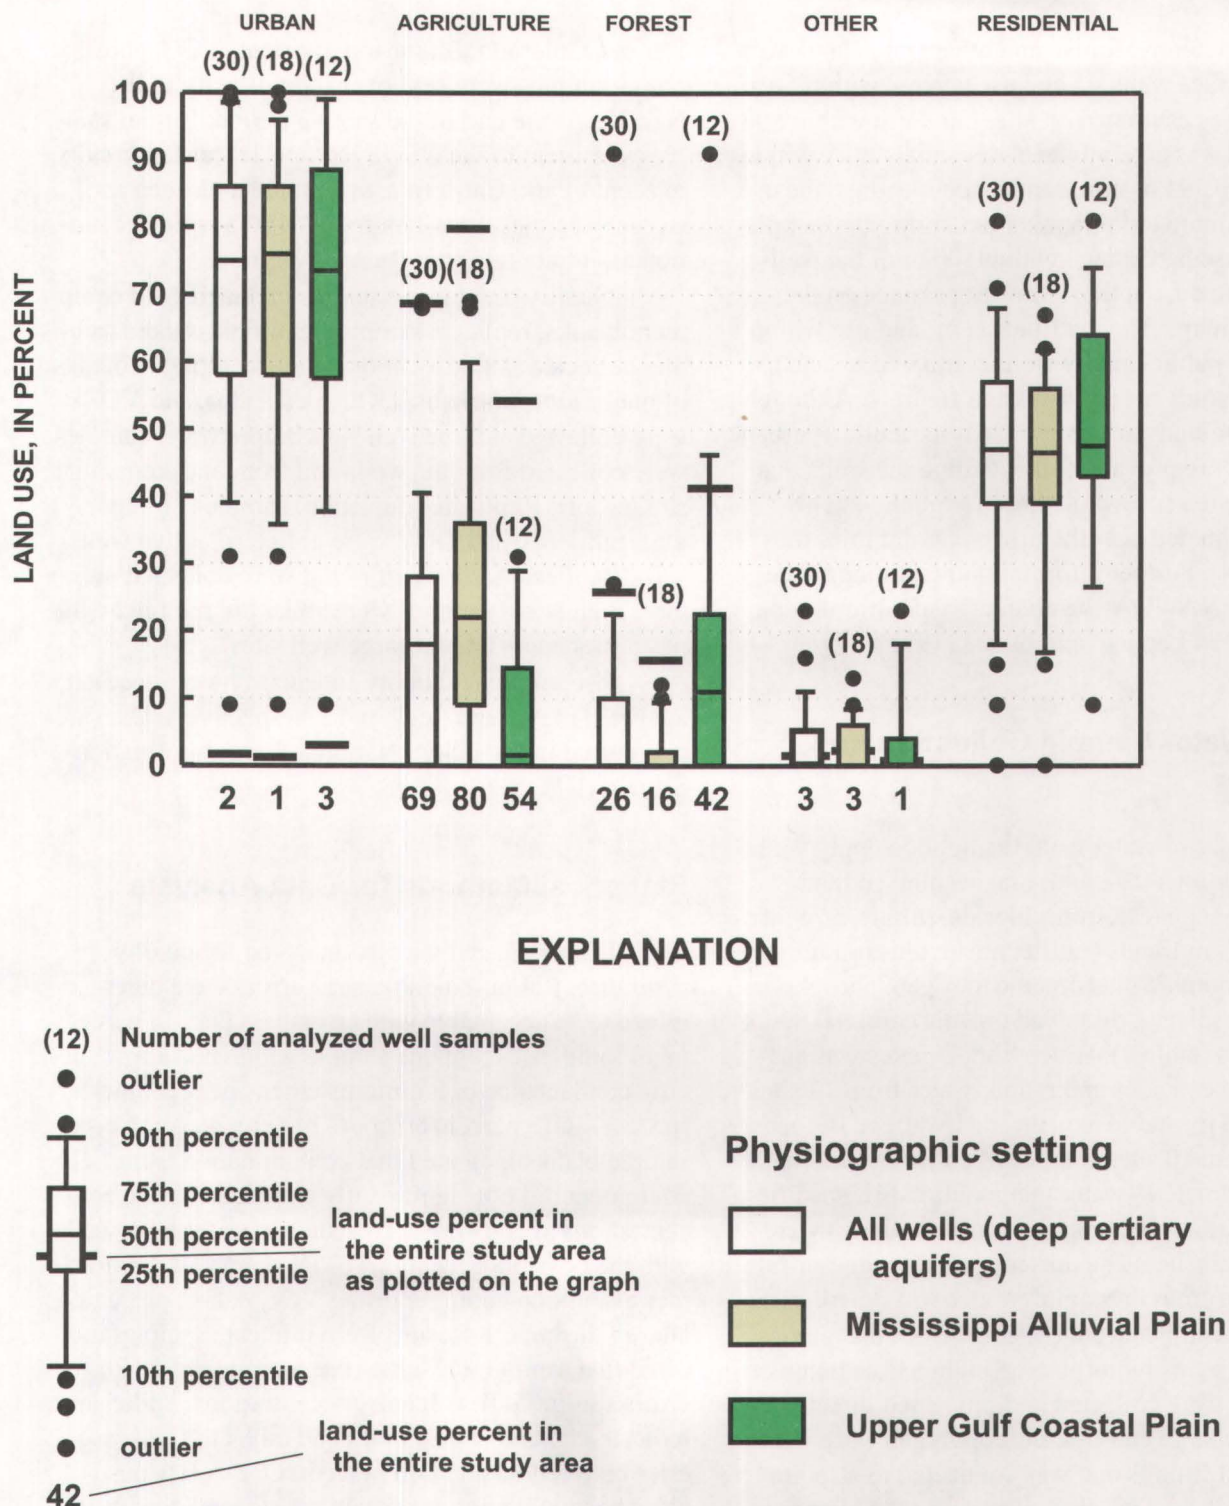 URBAN AGRICULTURE FOREST OTHER RESIDENTIAL
(30) (18) (12)
100
(30) (12)
90
(30) (12)
80
(30) (18)
70
(18)
60
50
40
(12)
30
(30) (18) (12)
20
(18)
10
0
LAND USE, IN PERCENT
2 1 3 69 80 54 26 16 42 3 3 1
EXPLANATION
(12) Number of analyzed well samples
outlier
90th percentile
75th percentile
50th percentile
25th percentile
land-use percent in
the entire study area
as plotted on the graph
10th percentile
outlier
land-use percent in
the entire study area
42
Physiographic setting
All wells (deep Tertiary
aquifers)
Mississippi Alluvial Plain
Upper Gulf Coastal Plain